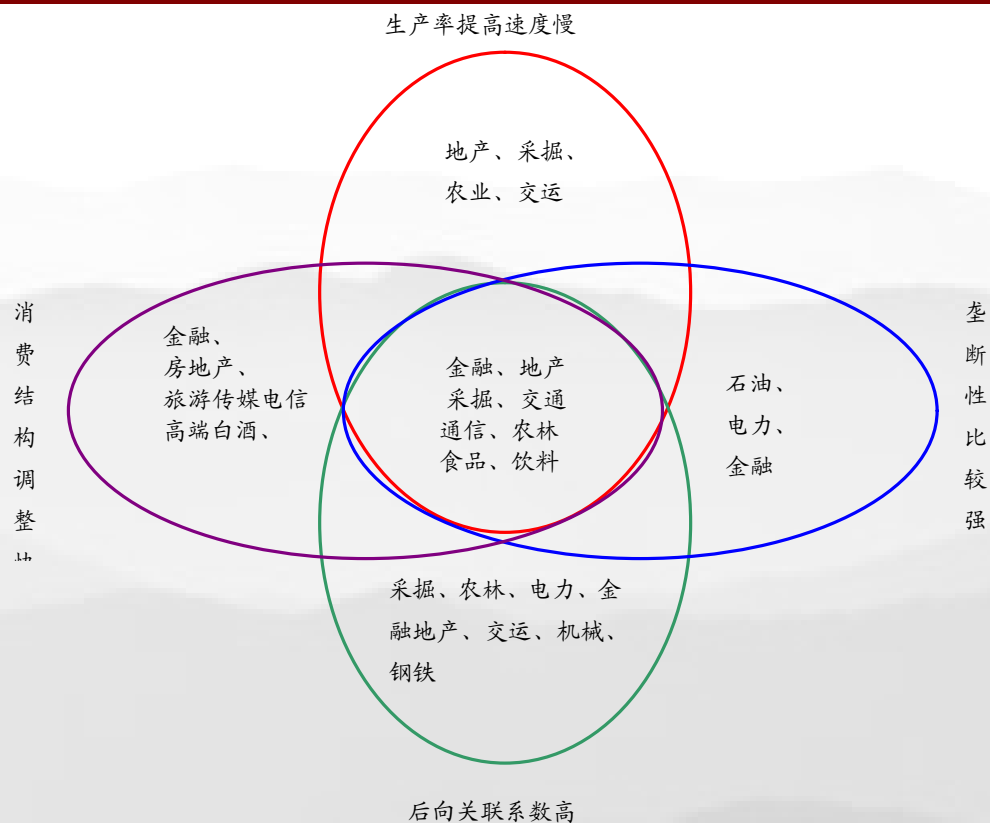 生产率提高速度慢
地产、采掘、
农业、交运
消费结构调整
金融、
房地产、
旅游传媒电信
高端白酒、
金融、地产
采掘、交通
通信、农林
食品、饮料
石油、
电力、
金融
垄断性比较强
采掘、农林、电力、金
融地产、交运、机械、
钢铁
后向关联系数高